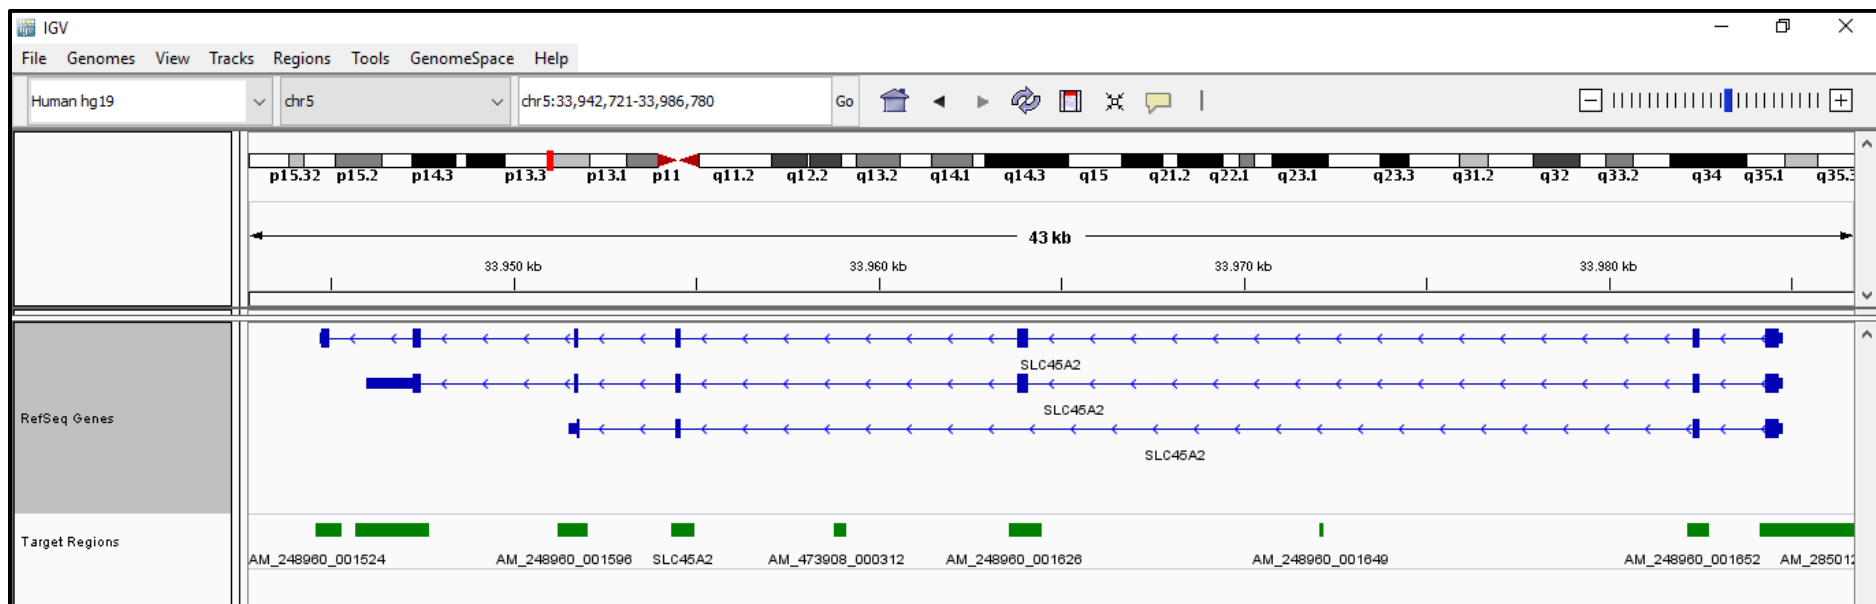 IGV
File Genomes View Tracks Regions Tools GenomeSpace Help
Human hg19 chr5 chr5:33,942,721-33,986,780 Go
p15.32 p15.2 p14.3 p13.3 p13.1 p11 q11.2 q12.2 q13.2 q14.1 q14.3 q15 q21.2 q22.1 q23.1 q23.3 q31.2 q32 q33.2 q34 q35.1 q35.3
43 kb
33.950 kb 33.960 kb 33.970 kb 33.980 kb
SLC45A2
SLC45A2
RefSeq Genes
SLC45A2
Target Regions
AM_248960_001524 AM_248960_001596 SLC45A2 AM_473908_000312 AM_248960_001626 AM_248960_001649 AM_248960_001652 AM_285012